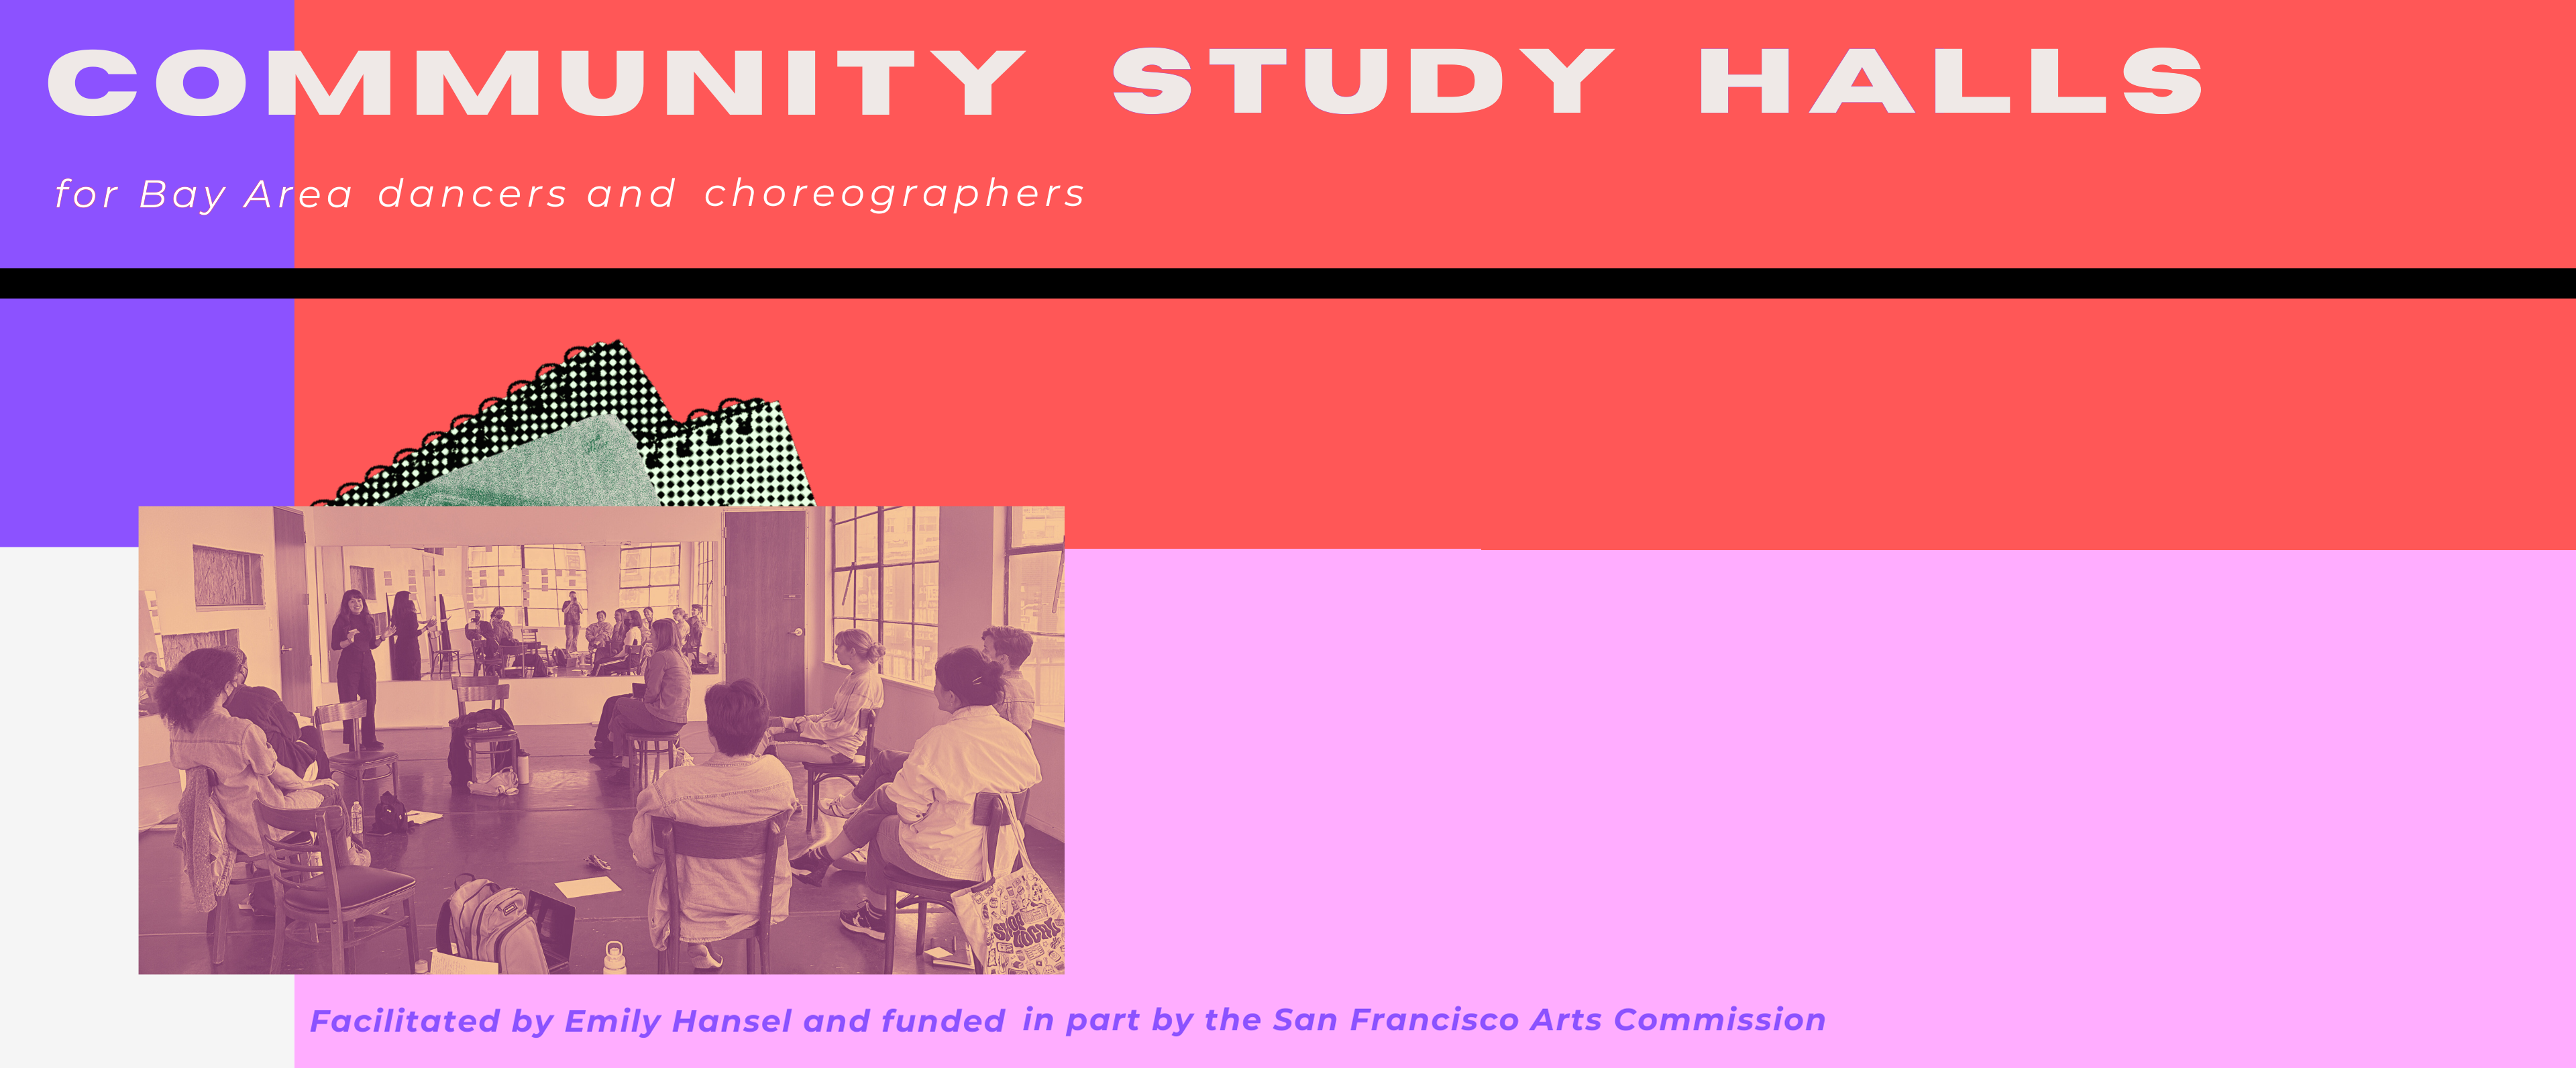 COMMUNITY STUDY HALLS
for Bay Area dancers and choreographers
STOP
Facilitated by Emily Hansel and funded in part by the San Francisco Arts Commission